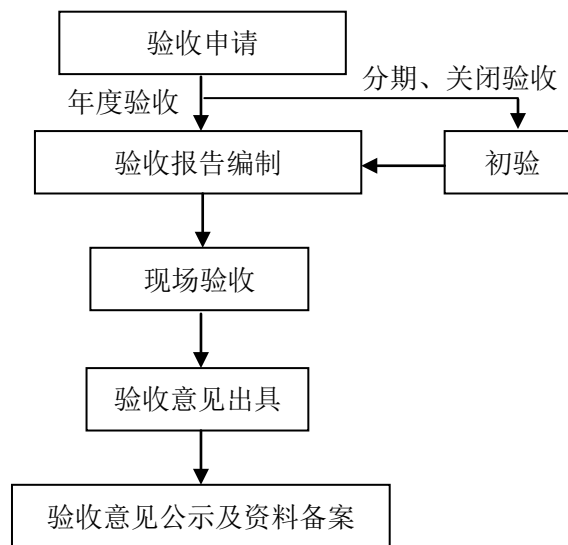 验收申请
分期、关闭验收
年度验收
验收报告编制
初验
现场验收
验收意见出具
验收意见公示及资料备案